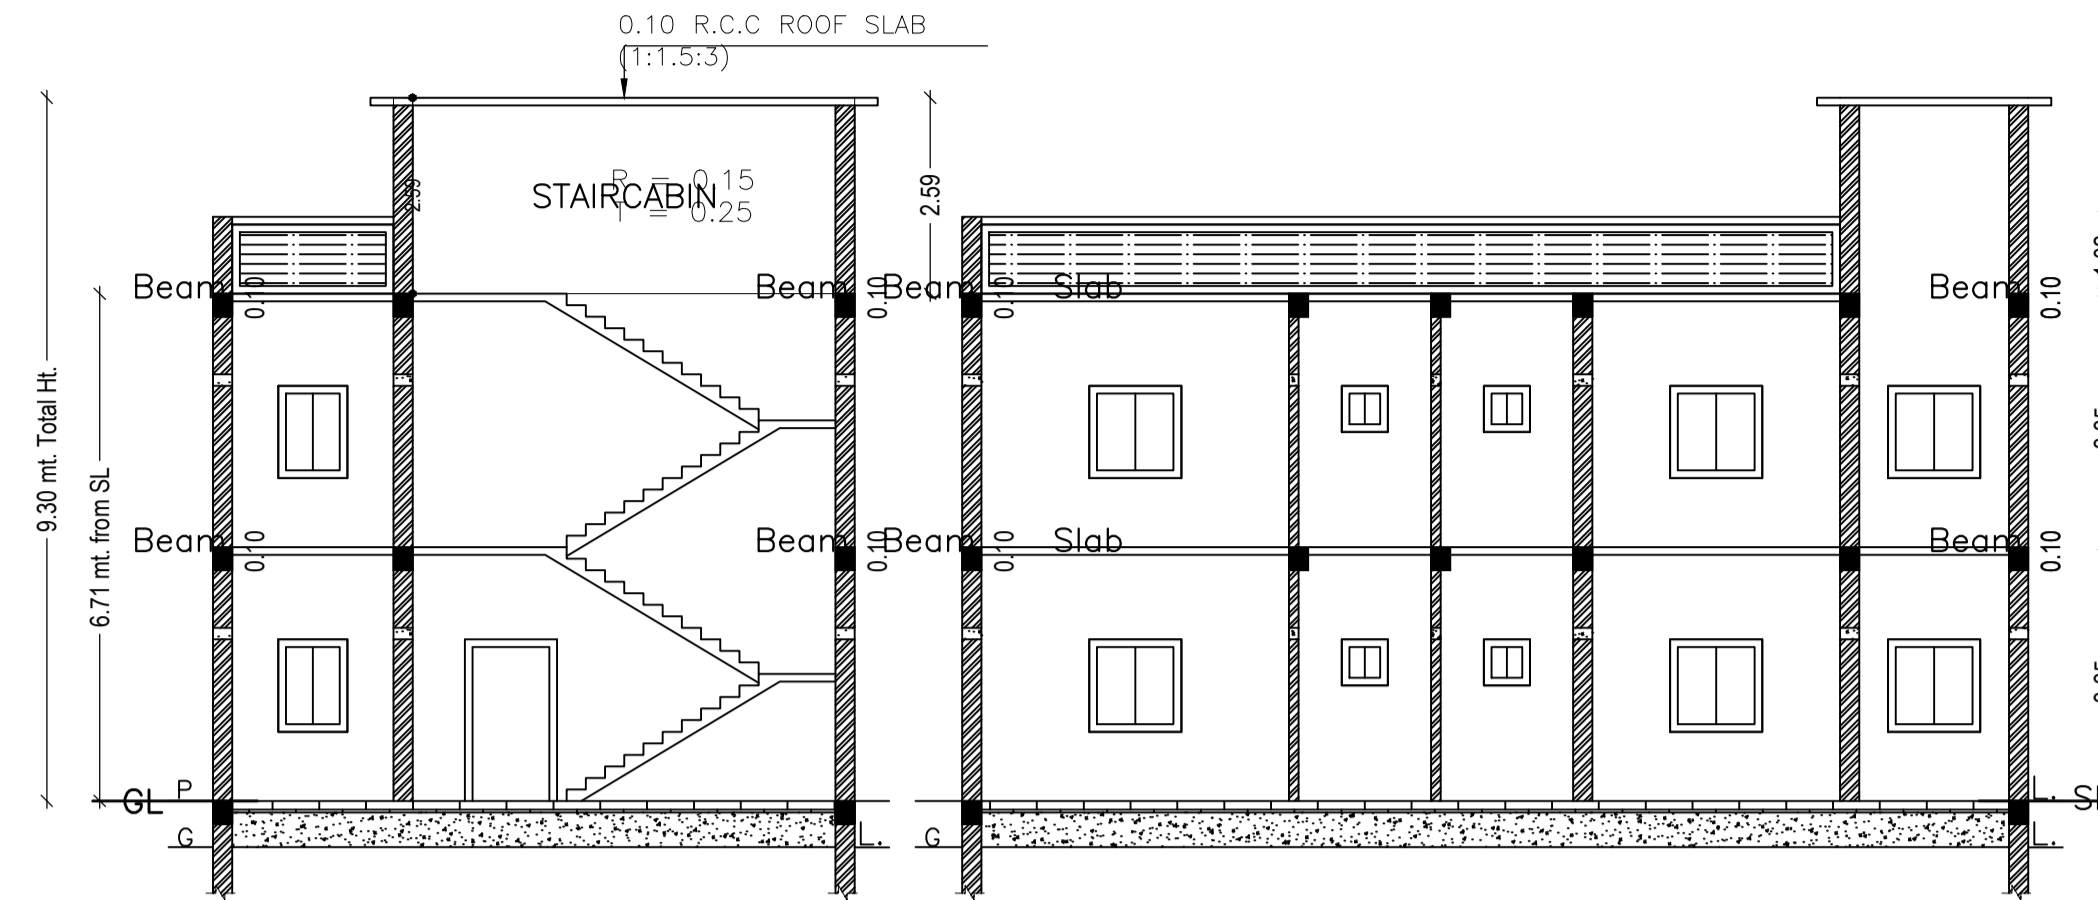 0.10 R.C.C ROOF SLAB
(1:1.5:3)
R = 0.15
STAIRCABIN
T = 0.25
2.59
2.59
Beam
0.10
Beam
0.10
Beam
0.10
Slab
Beam
0.10
9.30 mt. Total Ht.
6.71 mt. from SL
Beam
0.10
Beam
0.10
Beam
0.10
Slab
Beam
0.10
P
GL
L.
G
L.
G
L.